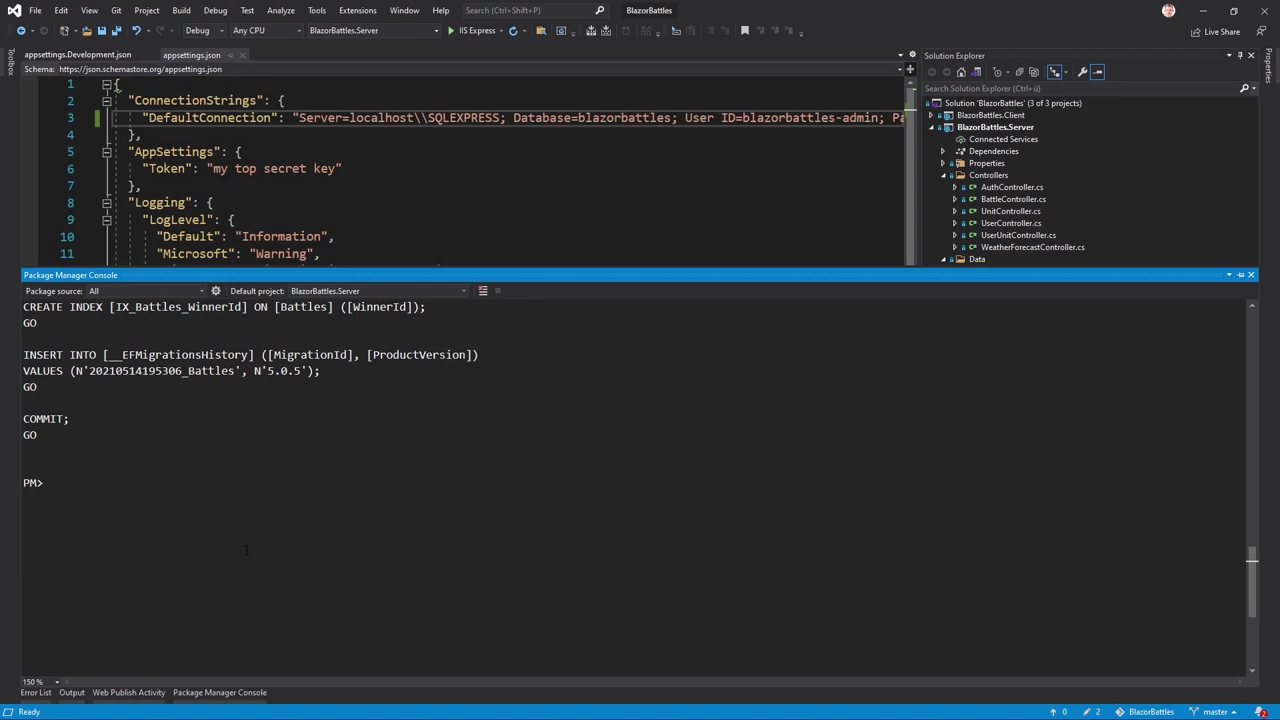 File Edit View Git Project Build Debug Test Analyze Tools Extensions Window Help Search (Ctrl+Shift+P) BlazorBattles
Debug Any CPU BlazorBattles.Server IIS Express Live Share
Toolbox
Properties
appsettings.Development.json appsettings.json
Schema: https://json.schemastore.org/appsettings.json
1 {
2 "ConnectionStrings": {
3 "DefaultConnection": "Server=localhost\\SQLEXPRESS; Database=blazorbattles; User ID=blazorbattles-admin; Pa
4 },
5 "AppSettings": {
6 "Token": "my top secret key"
7 },
8 "Logging": {
9 "LogLevel": {
10 "Default": "Information",
11 "Microsoft": "Warning",
Solution Explorer
Search Solution Explorer (Ctrl+ü)
Solution 'BlazorBattles' (3 of 3 projects)
BlazorBattles.Client
BlazorBattles.Server
Connected Services
Dependencies
Properties
Controllers
AuthController.cs
BattleController.cs
UnitController.cs
UserController.cs
UserUnitController.cs
WeatherForecastController.cs
Data
Package Manager Console
Package source: All Default project: BlazorBattles.Server
CREATE INDEX [IX_Battles_WinnerId] ON [Battles] ([WinnerId]);
GO
INSERT INTO [__EFMigrationsHistory] ([MigrationId], [ProductVersion])
VALUES (N'20210514195306_Battles', N'5.0.5');
GO
COMMIT;
GO
PM>
150 %
Error List Output Web Publish Activity Package Manager Console
Ready 0 2 BlazorBattles master 2